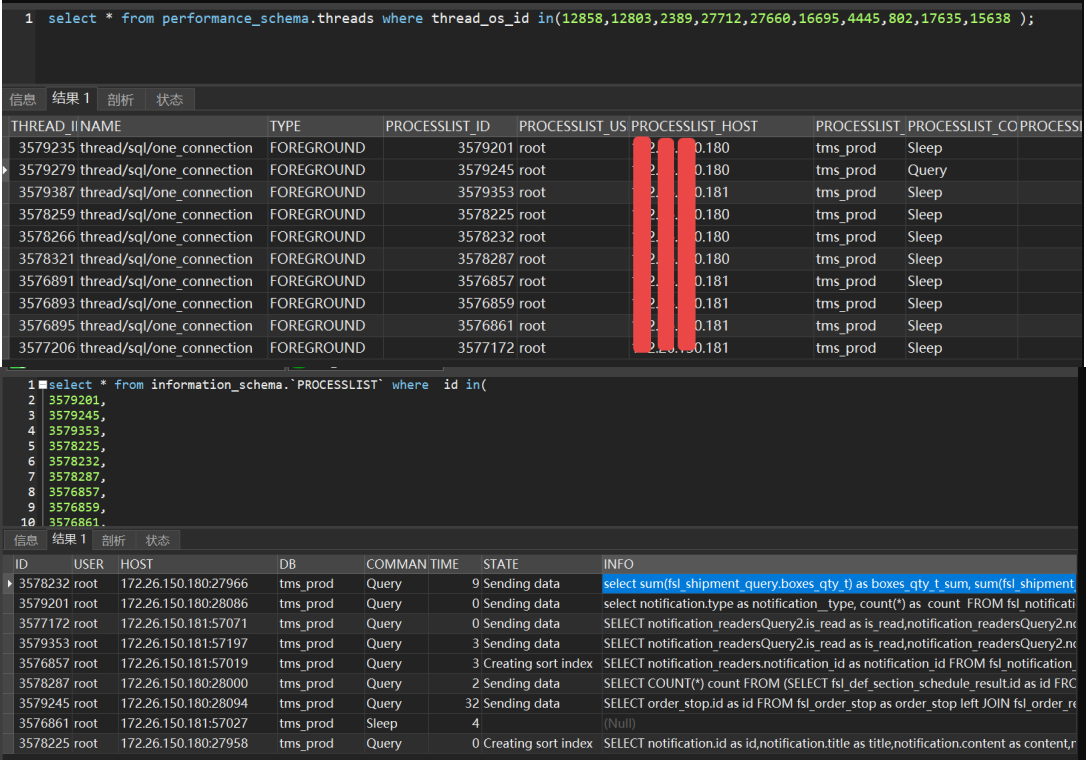 1 select * from performance_schema.threads where thread_os_id in(12858,12803,2389,27712,27660,16695,4445,802,17635,15638 );
信息 结果 1 剖析 状态
THREAD_I NAME TYPE PROCESSLIST_ID PROCESSLIST_US PROCESSLIST_HOST PROCESSLIST_ PROCESSLIST_CO PROCESSLI
3579235 thread/sql/one_connection FOREGROUND 3579201 root 0.180 tms_prod Sleep
3579279 thread/sql/one_connection FOREGROUND 3579245 root 0.180 tms_prod Query
3579387 thread/sql/one_connection FOREGROUND 3579353 root 0.181 tms_prod Sleep
3578259 thread/sql/one_connection FOREGROUND 3578225 root 0.180 tms_prod Sleep
3578266 thread/sql/one_connection FOREGROUND 3578232 root 0.180 tms_prod Sleep
3578321 thread/sql/one_connection FOREGROUND 3578287 root 0.180 tms_prod Sleep
3576891 thread/sql/one_connection FOREGROUND 3576857 root 0.181 tms_prod Sleep
3576893 thread/sql/one_connection FOREGROUND 3576859 root 0.181 tms_prod Sleep
3576895 thread/sql/one_connection FOREGROUND 3576861 root 0.181 tms_prod Sleep
3577206 thread/sql/one_connection FOREGROUND 3577172 root 0.181 tms_prod Sleep
1 select * from information_schema.`PROCESSLIST` where id in(
2 3579201,
3 3579245,
4 3579353,
5 3578225,
6 3578232,
7 3578287,
8 3576857,
9 3576859,
10 3576861,
信息 结果 1 剖析 状态
ID USER HOST DB COMMAN TIME STATE INFO
3578232 root 172.26.150.180:27966 tms_prod Query 9 Sending data select sum(fsl_shipment_query.boxes_qty_t) as boxes_qty_t_sum, sum(fsl_shipment_
3579201 root 172.26.150.180:28086 tms_prod Query 0 Sending data select notification.type as notification__type, count(*) as count FROM fsl_notificati
3577172 root 172.26.150.181:57071 tms_prod Query 0 Sending data SELECT notification_readersQuery2.is_read as is_read,notification_readersQuery2.no
3579353 root 172.26.150.181:57197 tms_prod Query 3 Sending data SELECT notification_readersQuery2.is_read as is_read,notification_readersQuery2.no
3576857 root 172.26.150.181:57019 tms_prod Query 3 Creating sort index SELECT notification_readers.notification_id as notification_id FROM fsl_notification_
3578287 root 172.26.150.180:28000 tms_prod Query 2 Sending data SELECT COUNT(*) count FROM (SELECT fsl_def_section_schedule_result.id as id FRO
3579245 root 172.26.150.180:28094 tms_prod Query 32 Sending data SELECT order_stop.id as id FROM fsl_order_stop as order_stop left JOIN fsl_order_re
3576861 root 172.26.150.181:57027 tms_prod Sleep 4 (Null)
3578225 root 172.26.150.180:27958 tms_prod Query 0 Creating sort index SELECT notification.id as id,notification.title as title,notification.content as content,n